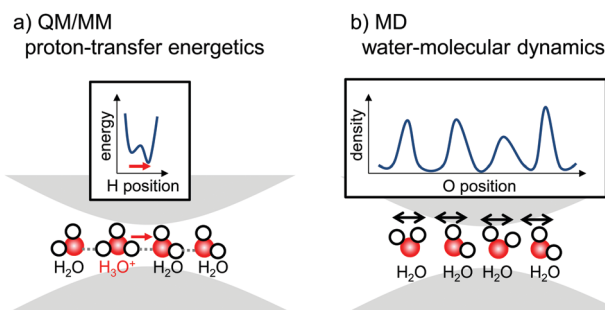 a) QM/MM
proton-transfer energetics
energy
H position
H₂O H₃O⁺ H₂O H₂O
b) MD
water-molecular dynamics
density
O position
H₂O H₂O H₂O H₂O